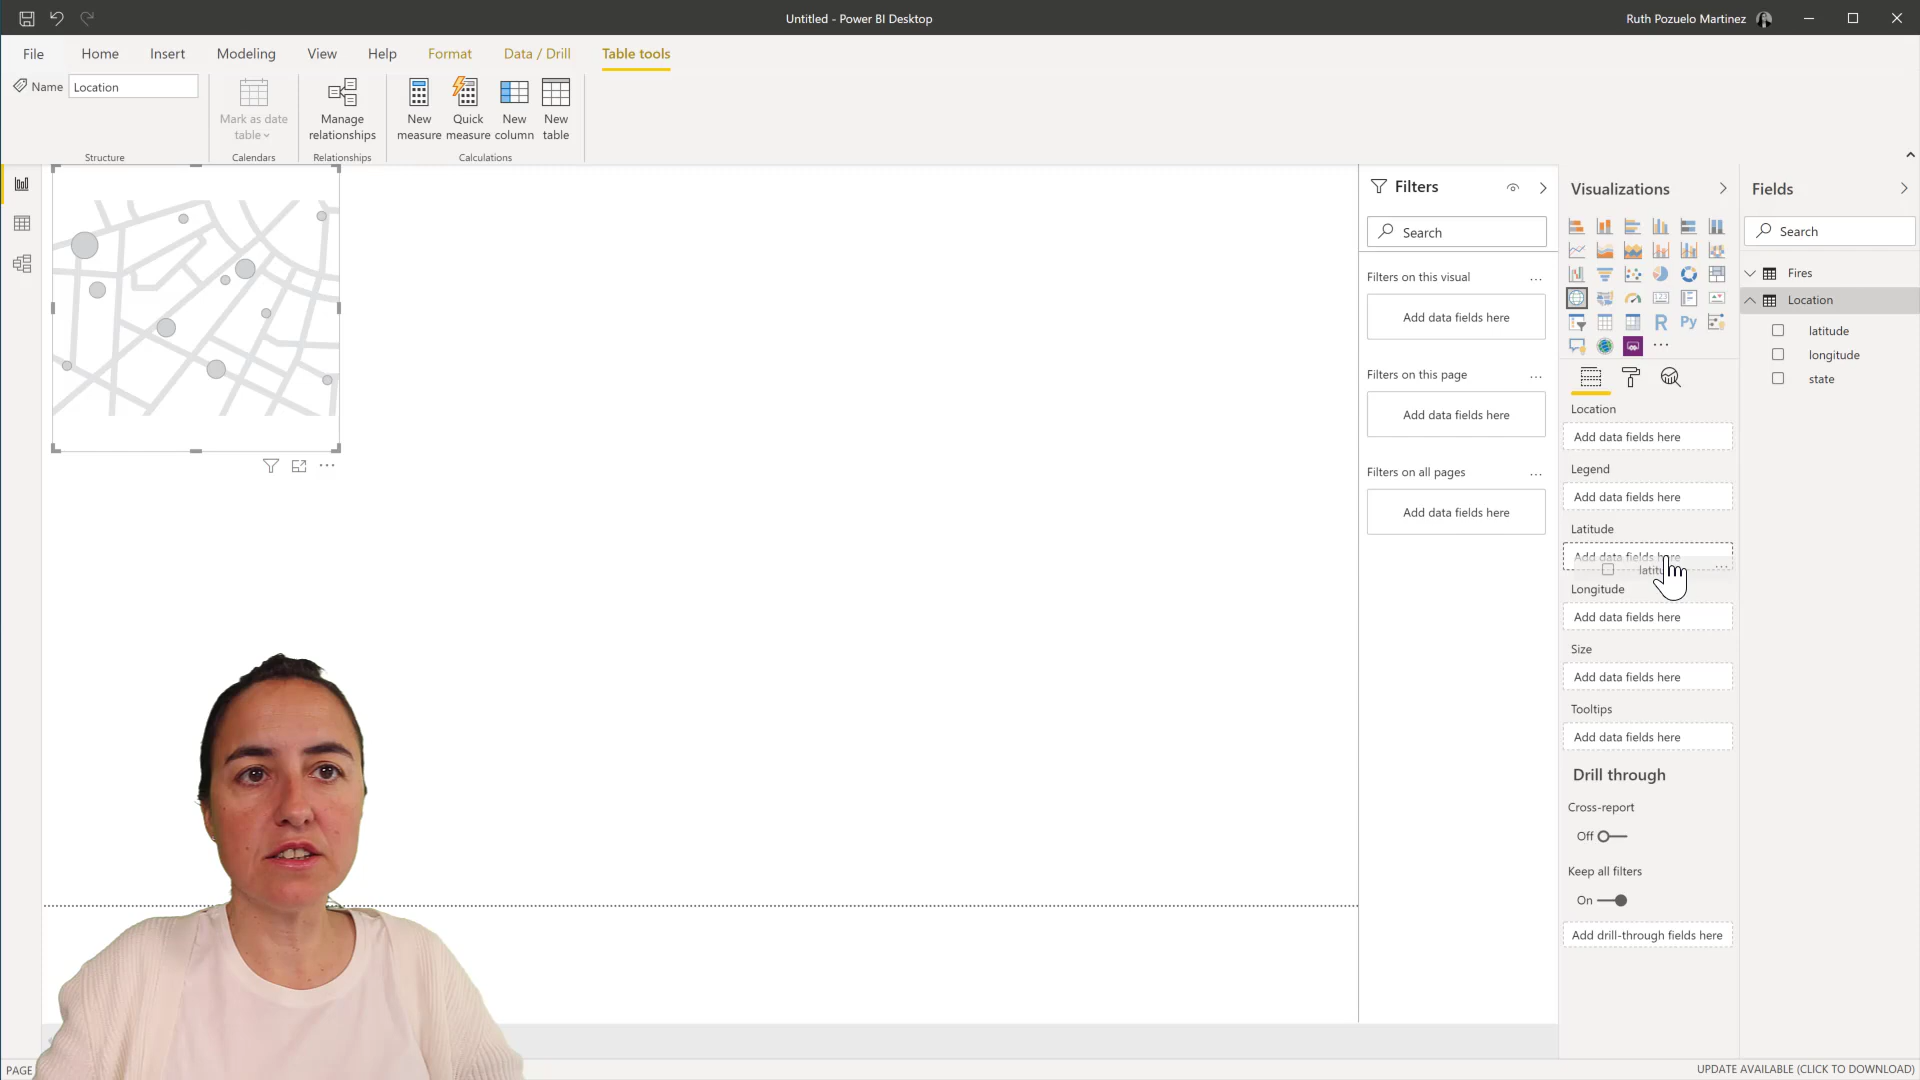 Untitled - Power BI Desktop
Ruth Pozuelo Martinez
File
Home
Insert
Modeling
View
Help
Format
Data / Drill
Table tools
Name
Location
Mark as date
table
Manage
relationships
New
measure
Quick
measure
New
column
New
table
Structure
Calendars
Relationships
Calculations
Filters
Search
Filters on this visual
...
Add data fields here
Filters on this page
...
Add data fields here
Filters on all pages
...
Add data fields here
Visualizations
123
R
Py
...
Location
Add data fields here
Legend
Add data fields here
Latitude
Add data fields here
Longitude
Add data fields here
Size
Add data fields here
Tooltips
Add data fields here
Drill through
Cross-report
Off
Keep all filters
On
Add drill-through fields here
Fields
Search
Fires
Location
latitude
longitude
state
PAGE
UPDATE AVAILABLE (CLICK TO DOWNLOAD)